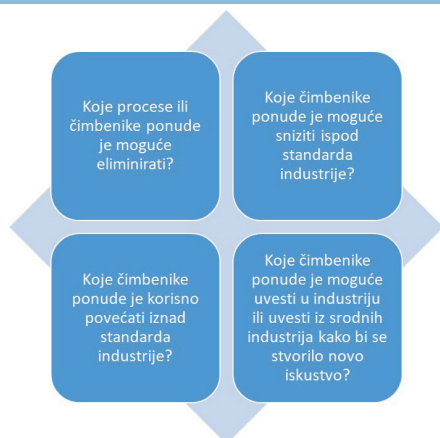 Koje procese ili
čimbenike ponude
je moguće
eliminirati?
Koje čimbenike
ponude je moguće
sniziti ispod
standarda
industrije?
Koje čimbenike
ponude je korisno
povećati iznad
standarda
industrije?
Koje čimbenike
ponude je moguće
uvesti u industriju
ili uvesti iz srodnih
industrija kako bi se
stvorilo novo
iskustvo?